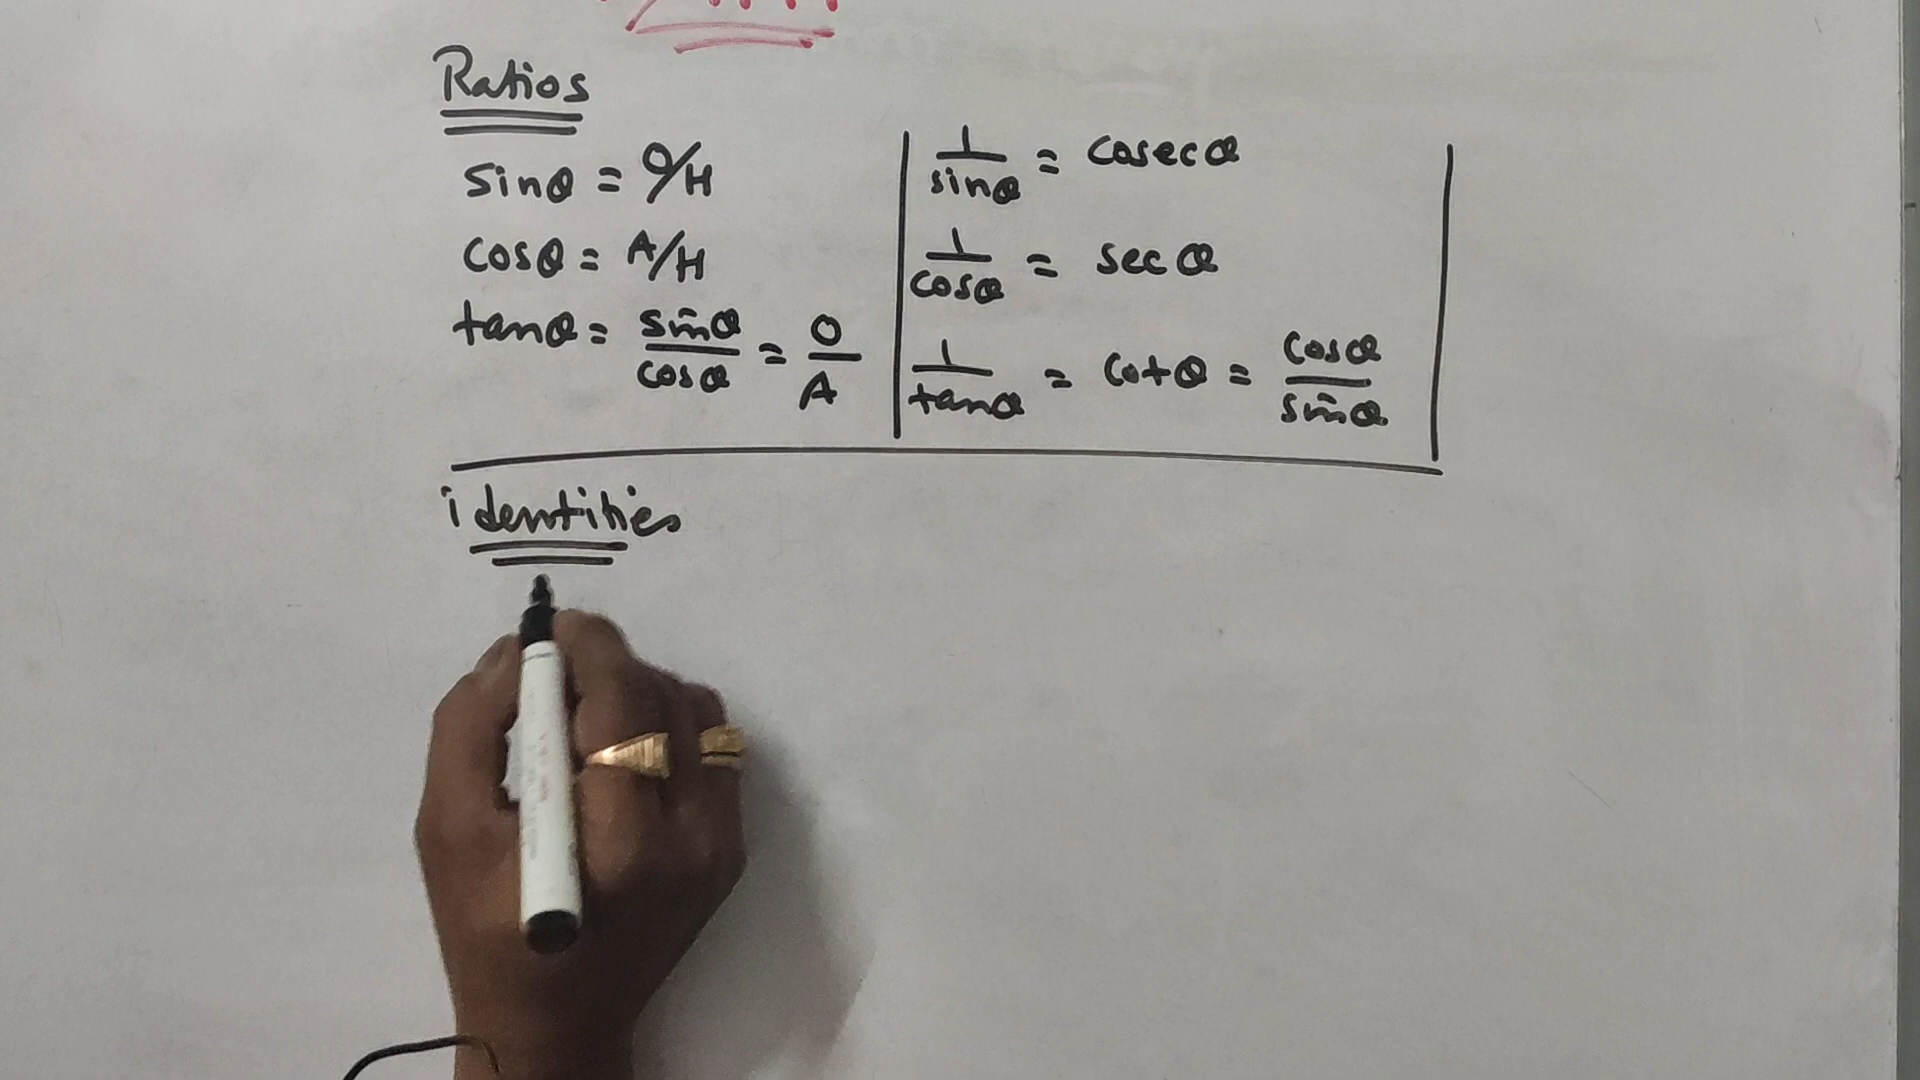 Ratios
sinθ = O/H
cosθ = A/H
tanθ = sinθ/cosθ = O/A
1/sinθ = cosecθ
1/cosθ = secθ
1/tanθ = cotθ = cosθ/sinθ
identities